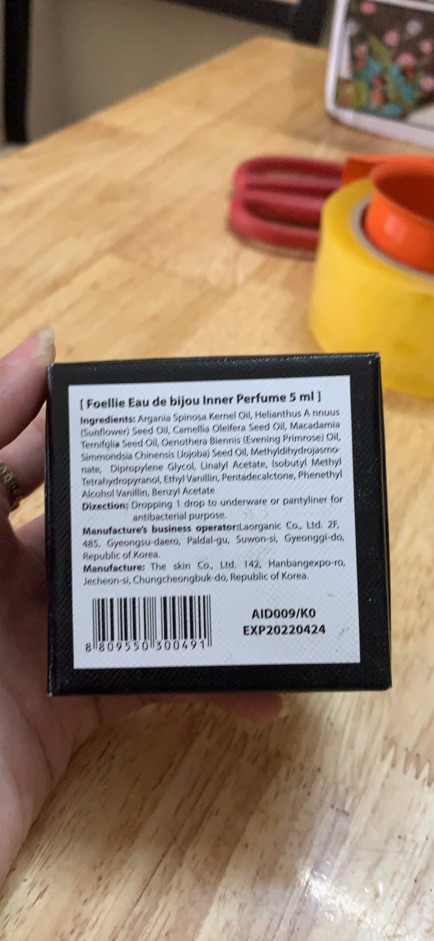 [ Foellie Eau de bijou Inner Perfume 5 ml ]
Ingredients: Argania Spinosa Kernel Oil, Helianthus A nnuus
(Sunflower) Seed Oil, Camellia Oleifera Seed Oil, Macadamia
Ternifolia Seed Oil, Oenothera Biennis (Evening Primrose) Oil,
Simmondsia Chinensis (Jojoba) Seed Oil, Methyldihydrojasmo-
nate, Dipropylene Glycol, Linalyl Acetate, Isobutyl Methyl
Tetrahydropyranol, Ethyl Vanillin, Pentadecalctone, Phenethyl
Alcohol Vanillin, Benzyl Acetate
Dizection: Dropping 1 drop to underware or pantyliner for
antibacterial purpose.
Manufacture's business operator:Laorganic Co., Ltd. 2F,
485, Gyeongsu-daero, Paldal-gu, Suwon-si, Gyeonggi-do,
Republic of Korea.
Manufacture: The skin Co., Ltd. 142, Hanbangexpo-ro,
Jecheon-si, Chungcheongbuk-do, Republic of Korea.
AID009/K0
EXP20220424
8 809550 300491